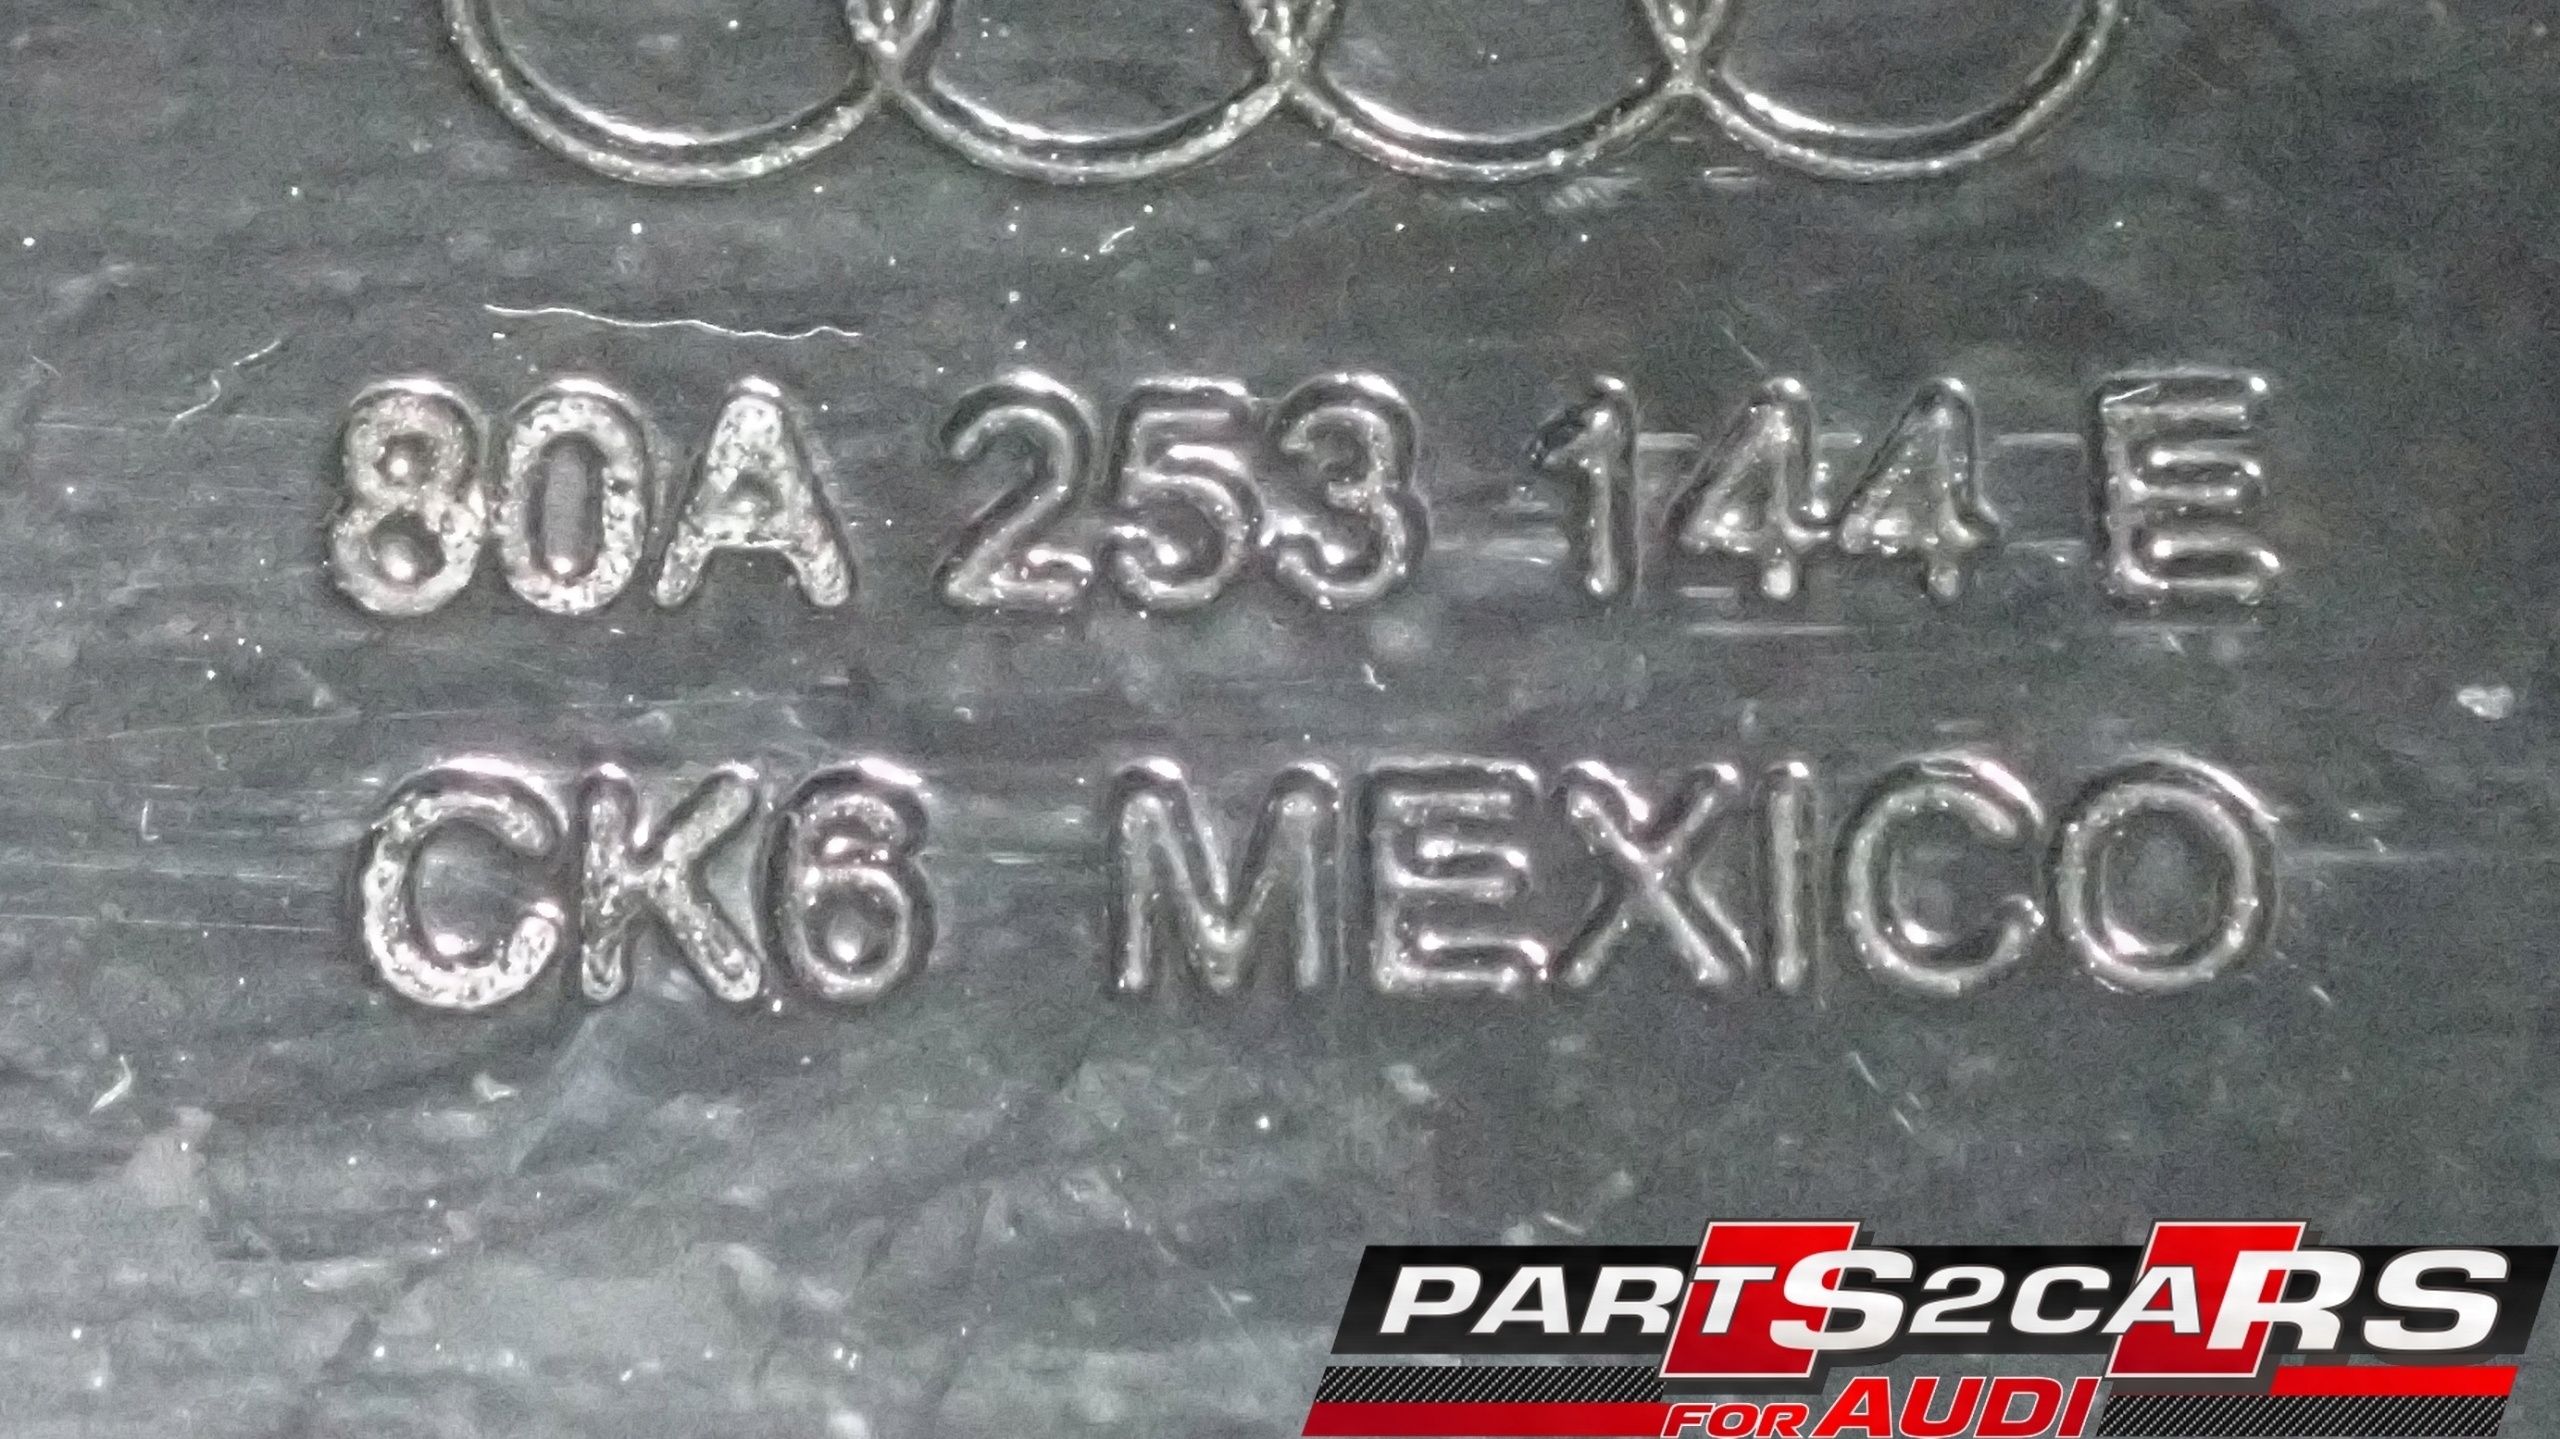 80A 253 144 E
CK6 MEXICO
PARTS2CARS
FOR AUDI